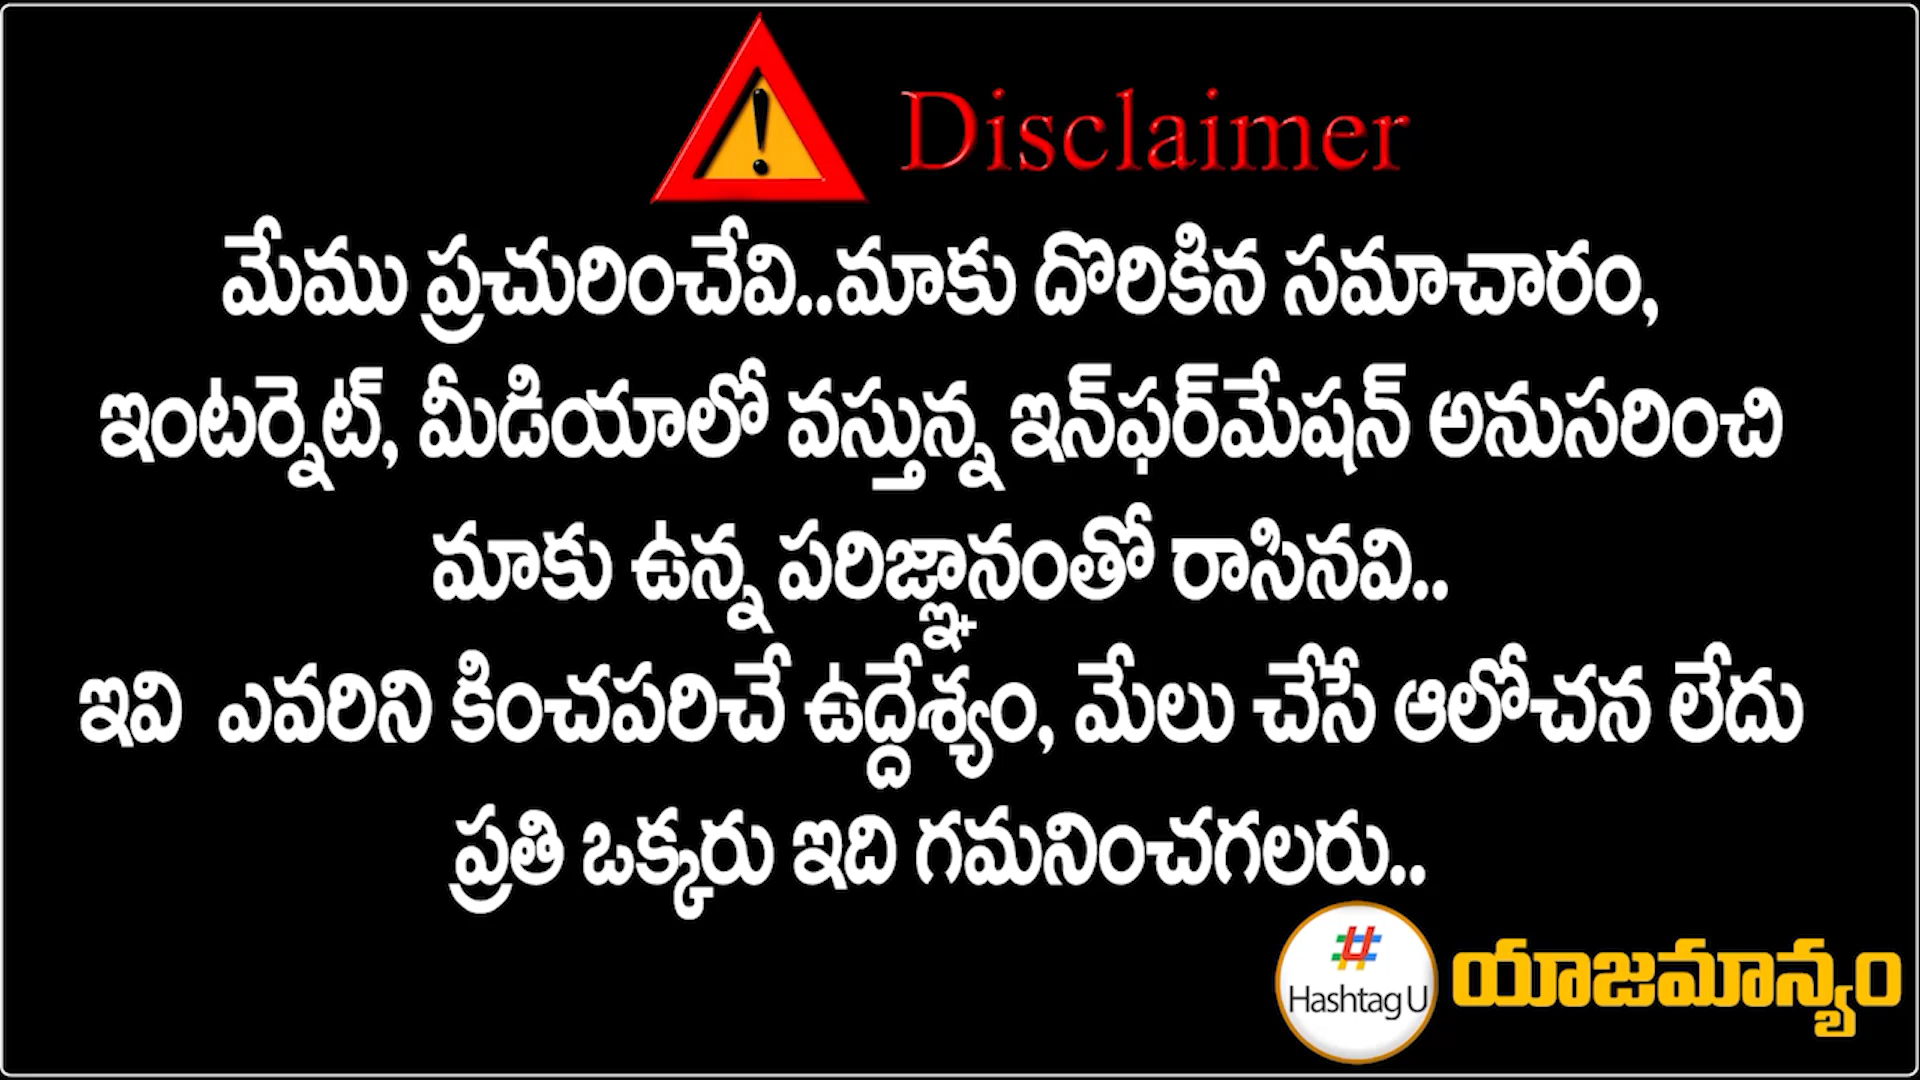 Disclaimer
మేము ప్రచురించేవి..మాకు దొరికిన సమాచారం,
ఇంటర్నెట్, మీడియాలో వస్తున్న ఇన్‌ఫర్‌మేషన్ అనుసరించి
మాకు ఉన్న పరిజ్ఞానంతో రాసినవి..
ఇవి ఎవరిని కించపరిచే ఉద్దేశ్యం, మేలు చేసే ఆలోచన లేదు
ప్రతి ఒక్కరు ఇది గమనించగలరు..
Hashtag U యాజమాన్యం